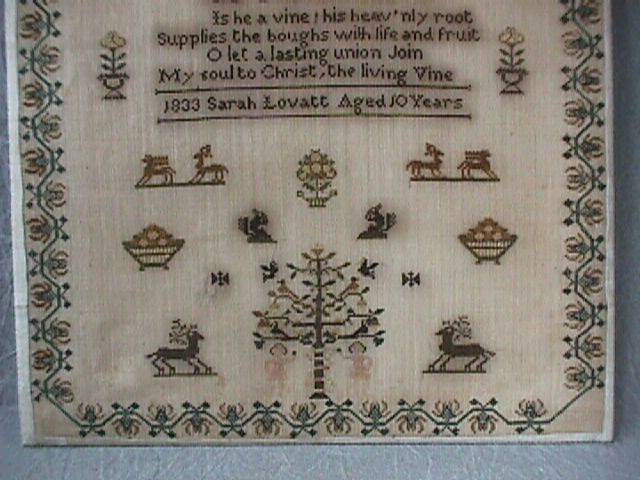 Is he a vine! his heav'nly root
Supplies the boughs with life and fruit
O let a lasting union Join
My soul to Christ, the living Vine
1833 Sarah Lovatt Aged 10 Years